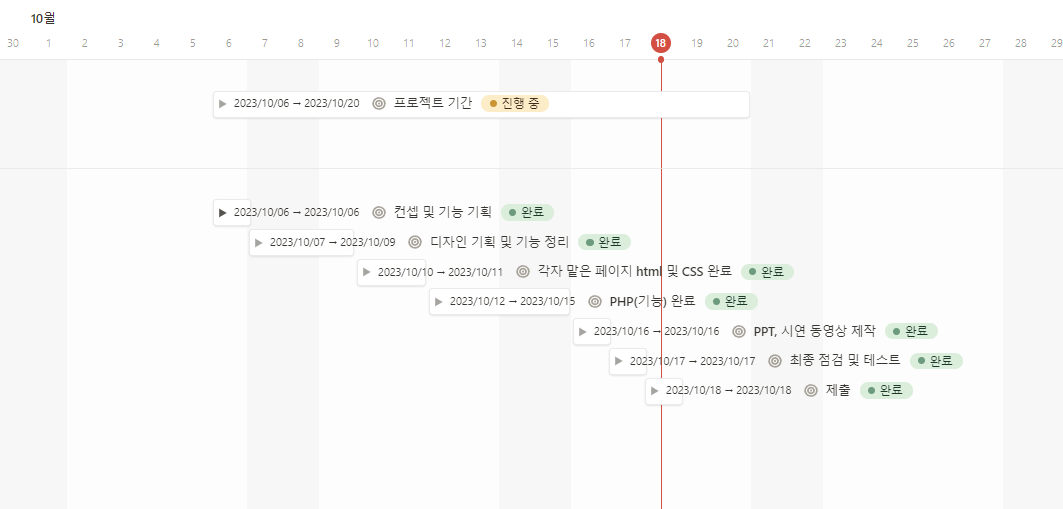 10월
30 1 2 3 4 5 6 7 8 9 10 11 12 13 14 15 16 17 18 19 20 21 22 23 24 25 26 27 28 29
2023/10/06 → 2023/10/20 프로젝트 기간 진행 중
2023/10/06 → 2023/10/06 컨셉 및 기능 기획 완료
2023/10/07 → 2023/10/09 디자인 기획 및 기능 정리 완료
2023/10/10 → 2023/10/11 각자 맡은 페이지 html 및 CSS 완료 완료
2023/10/12 → 2023/10/15 PHP(기능) 완료 완료
2023/10/16 → 2023/10/16 PPT, 시연 동영상 제작 완료
2023/10/17 → 2023/10/17 최종 점검 및 테스트 완료
2023/10/18 → 2023/10/18 제출 완료